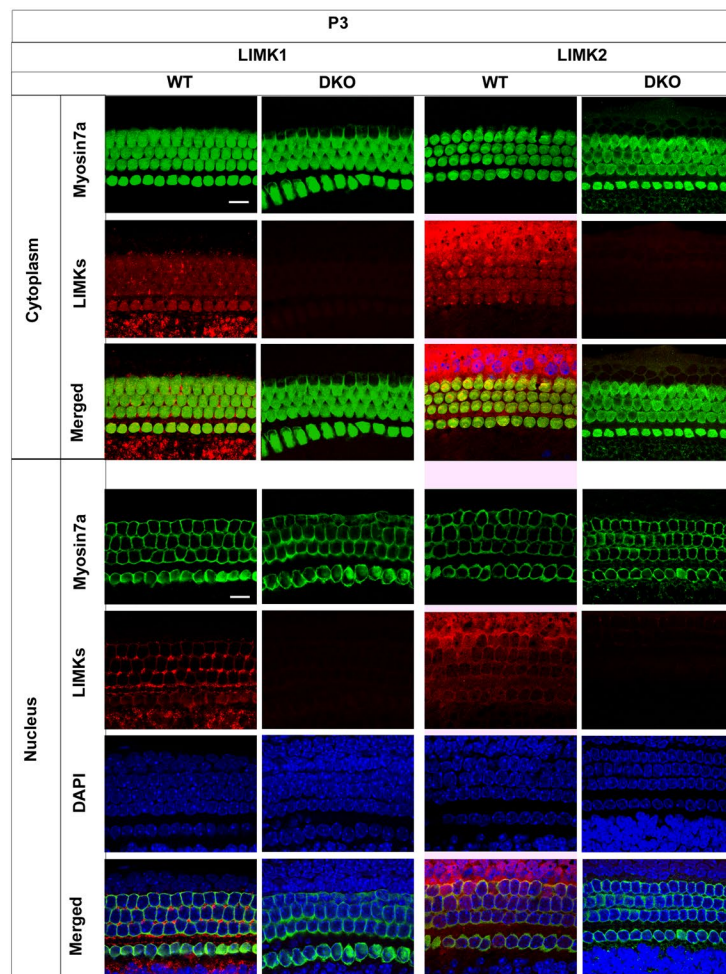 P3
LIMK1 LIMK2
WT DKO WT DKO
Cytoplasm
Myosin7a
LIMKs
Merged
Nucleus
Myosin7a
LIMKs
DAPI
Merged